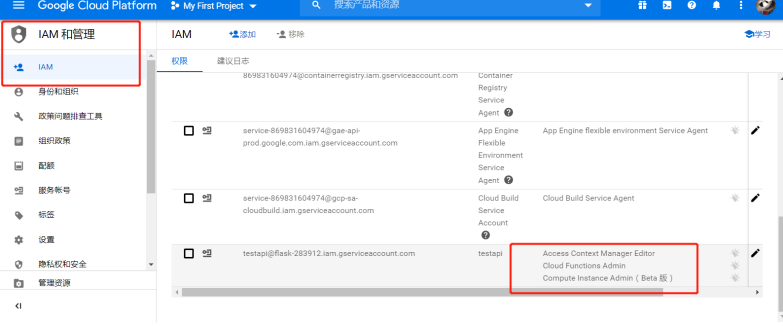 Google Cloud Platform
My First Project
搜索产品和资源
IAM 和管理
IAM
添加
移除
学习
IAM
身份和组织
政策问题排查工具
组织政策
配额
服务帐号
标签
设置
隐私权和安全
管理资源
权限
建议日志
869831604974@containerregistry.iam.gserviceaccount.com
Container
Registry
Service
Agent
service-869831604974@gae-api-
prod.google.com.iam.gserviceaccount.com
App Engine
Flexible
Environment
Service
Agent
App Engine flexible environment Service Agent
service-869831604974@gcp-sa-
cloudbuild.iam.gserviceaccount.com
Cloud Build
Service
Account
Cloud Build Service Agent
testapi@flask-283912.iam.gserviceaccount.com
testapi
Access Context Manager Editor
Cloud Functions Admin
Compute Instance Admin（Beta 版）